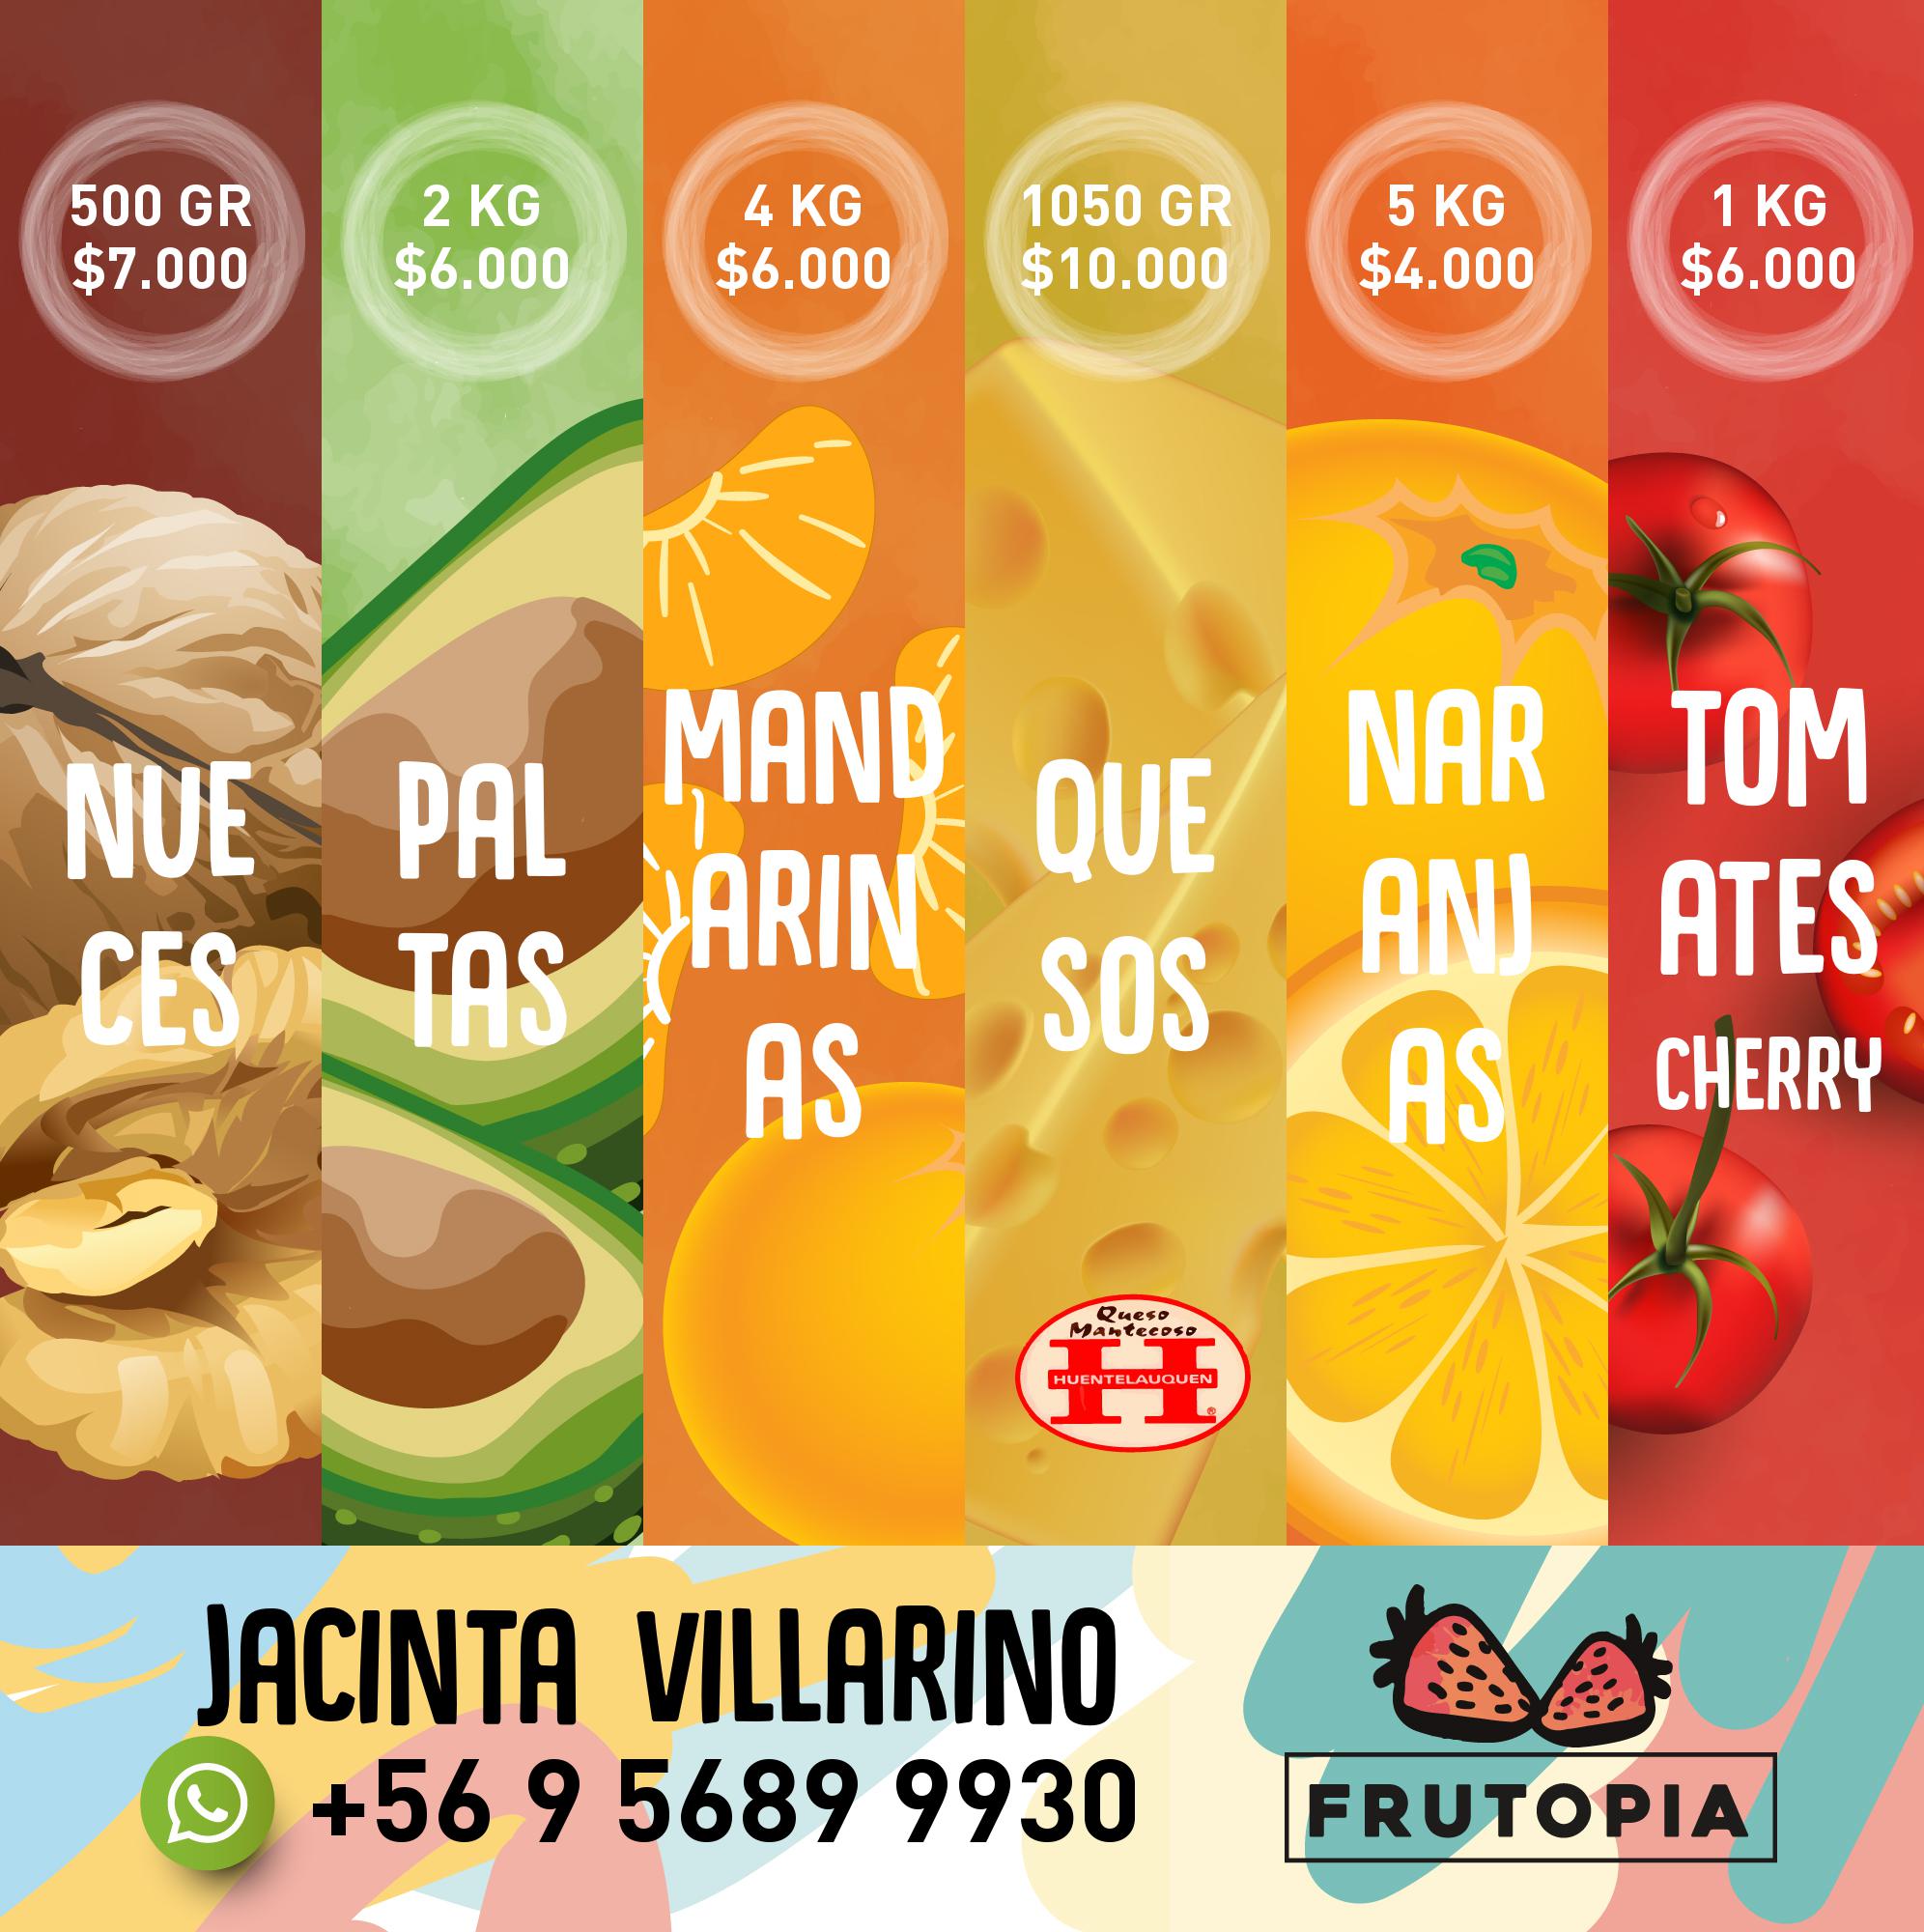 500 GR
$7.000
NUE
CES
2 KG
$6.000
PAL
TAS
4 KG
$6.000
MAND
ARIN
AS
1050 GR
$10.000
QUE
SOS
Queso
Mantecoso
H
HUENTELAUQUEN
®
5 KG
$4.000
NAR
ANJ
AS
1 KG
$6.000
TOM
ATES
CHERRY
JACINTA VILLARINO
+56 9 5689 9930
FRUTOPIA